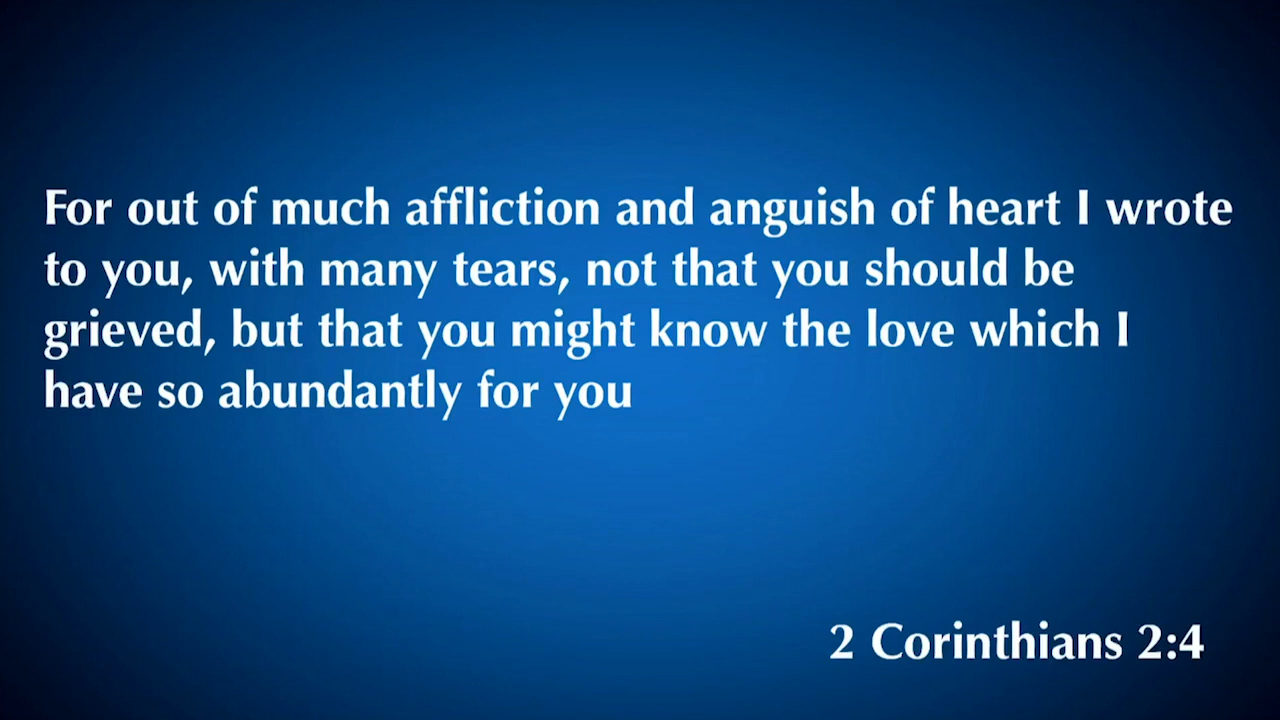 For out of much affliction and anguish of heart I wrote
to you, with many tears, not that you should be
grieved, but that you might know the love which I
have so abundantly for you
2 Corinthians 2:4